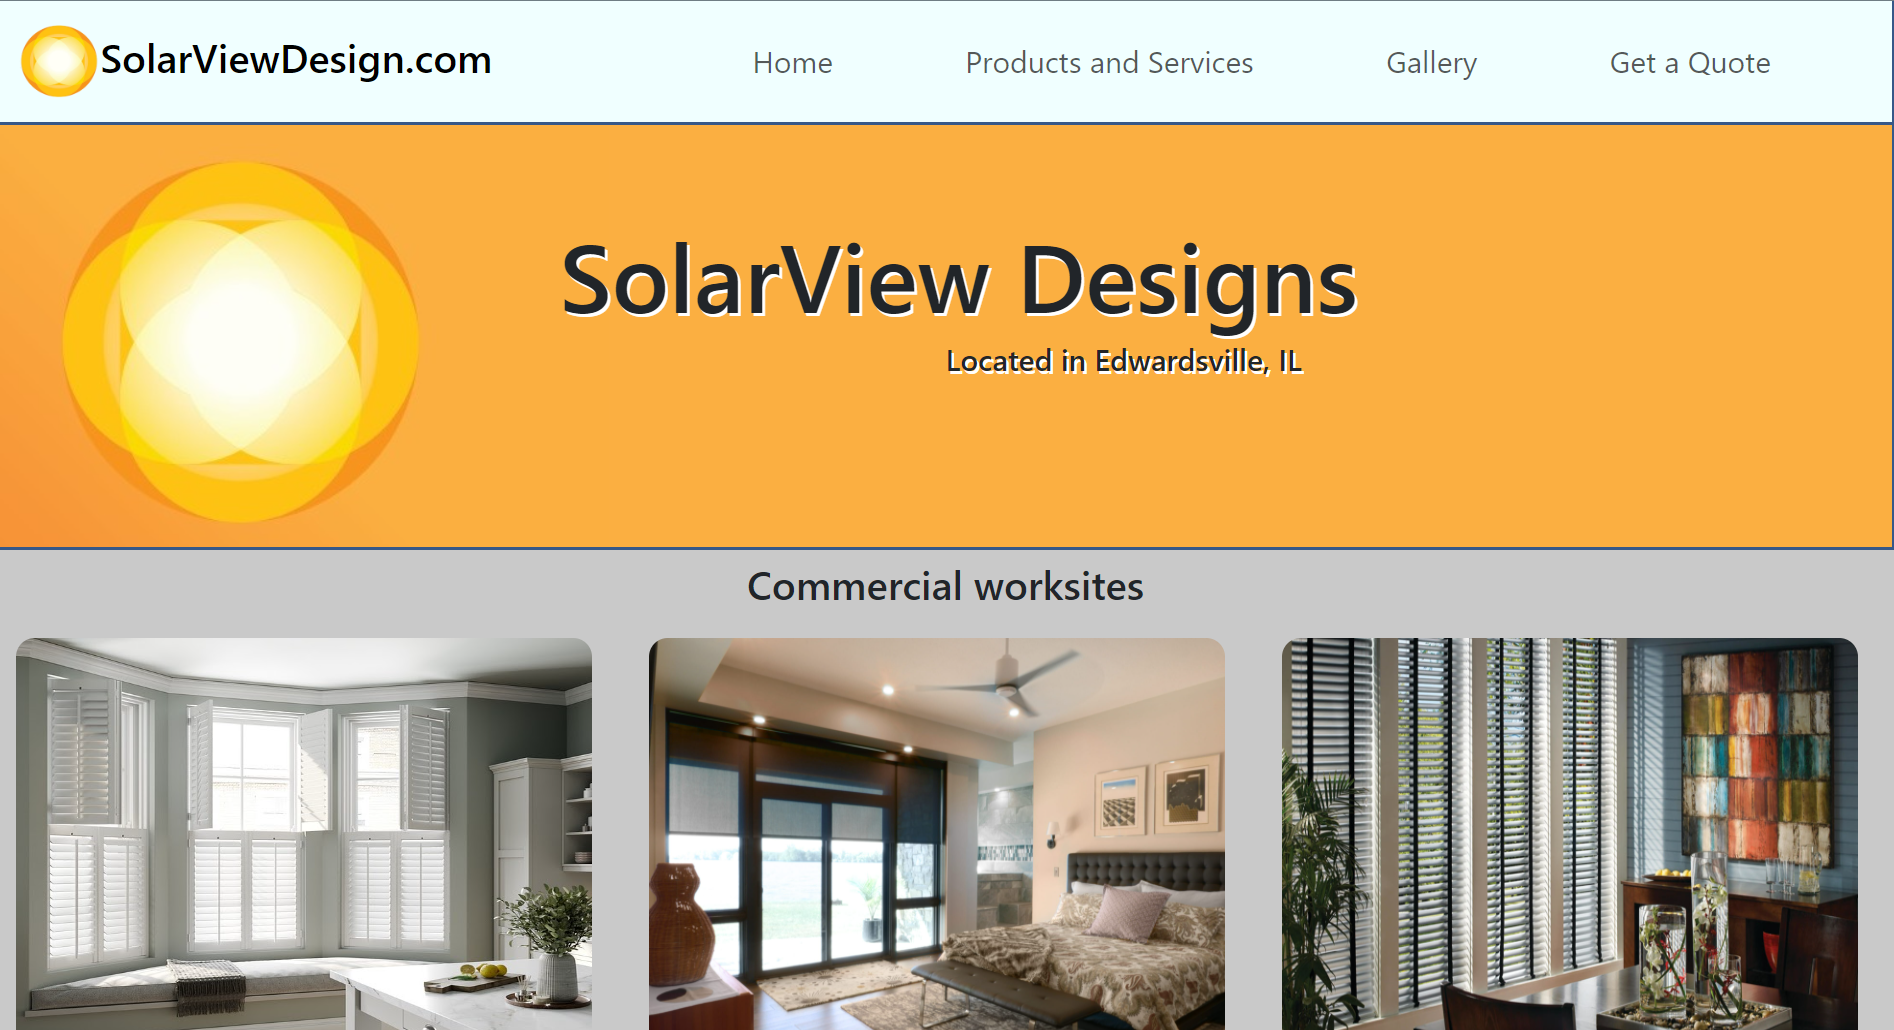 SolarViewDesign.com
Home
Products and Services
Gallery
Get a Quote
SolarView Designs
Located in Edwardsville, IL
Commercial worksites